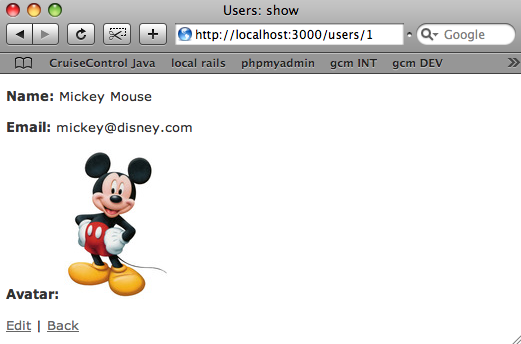 Users: show
http://localhost:3000/users/1
Google
CruiseControl Java local rails phpmyadmin gcm INT gcm DEV
Name: Mickey Mouse
Email: mickey@disney.com
Avatar:
Edit | Back